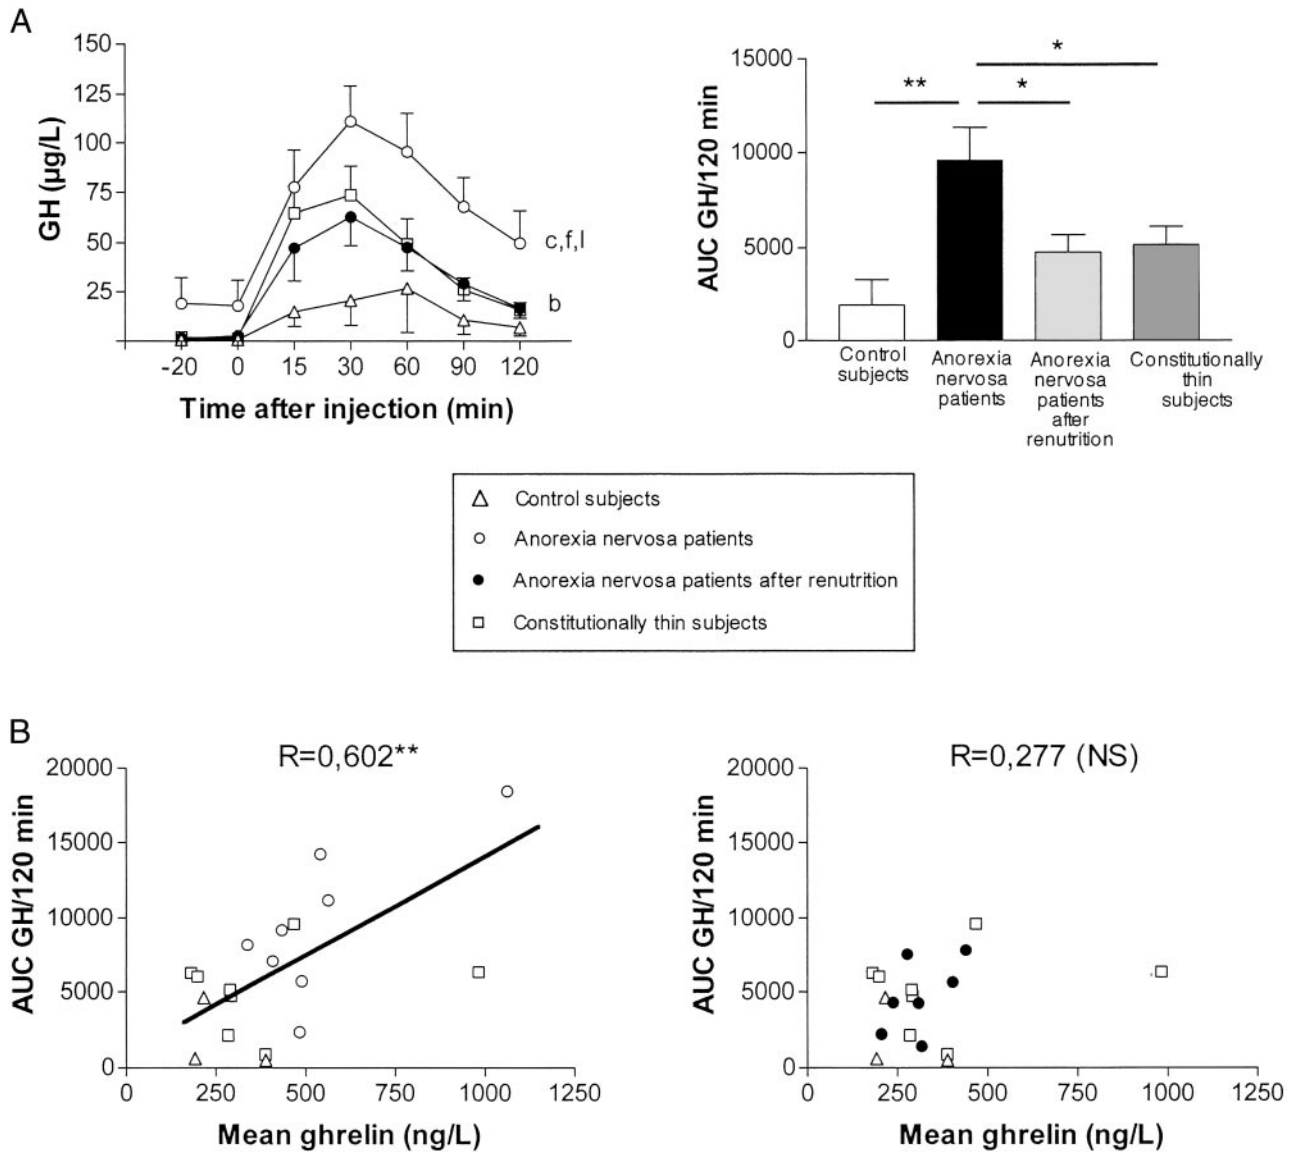 A
GH (µg/L)
150
125
100
75
50
25
-20 0 15 30 60 90 120
Time after injection (min)
c,f,l
b
AUC GH/120 min
15000
10000
5000
0
**
*
*
Control
subjects
Anorexia
nervosa
patients
Anorexia
nervosa
patients
after
renutrition
Constitutionally
thin
subjects
Control subjects
Anorexia nervosa patients
Anorexia nervosa patients after renutrition
Constitutionally thin subjects
B
R=0,602**
AUC GH/120 min
20000
15000
10000
5000
0
0 250 500 750 1000 1250
Mean ghrelin (ng/L)
R=0,277 (NS)
AUC GH/120 min
20000
15000
10000
5000
0
0 250 500 750 1000 1250
Mean ghrelin (ng/L)